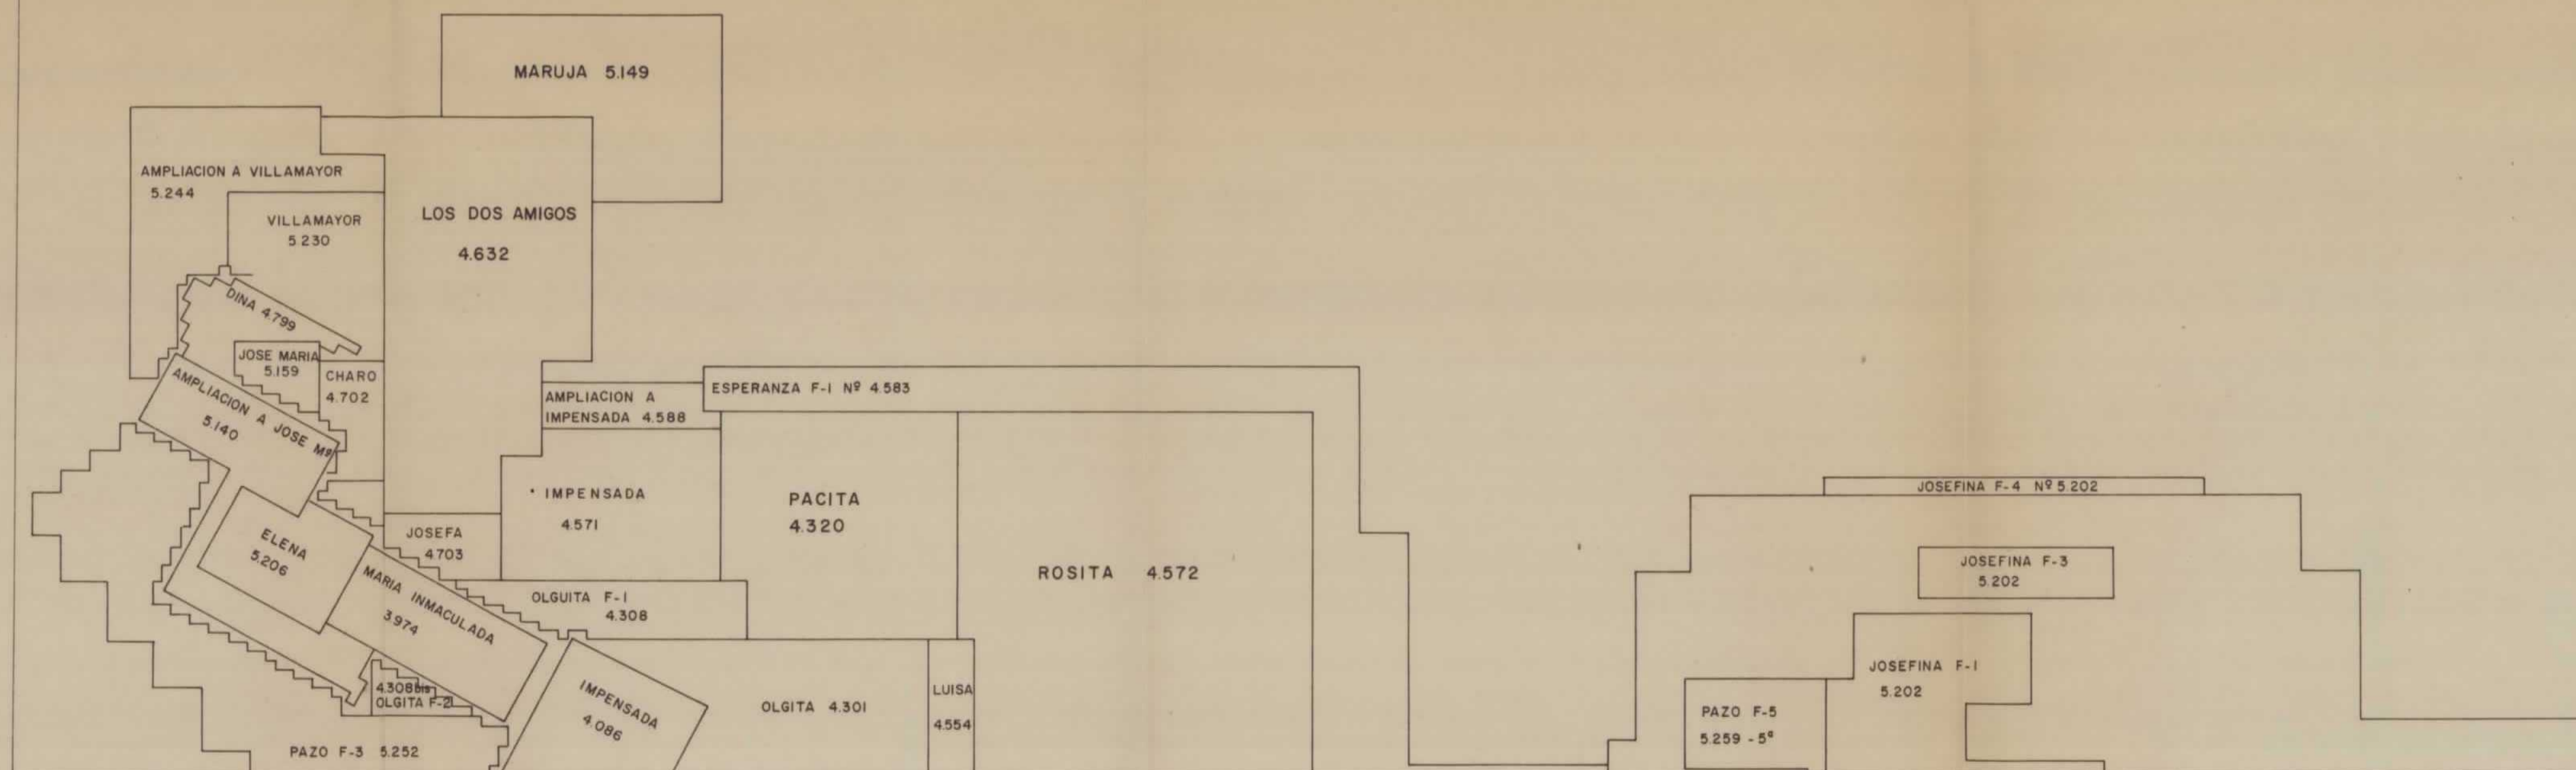 MARUJA 5.149
AMPLIACION A VILLAMAYOR
5.244
VILLAMAYOR
5.230
LOS DOS AMIGOS
4.632
DINA 4.799
JOSE MARIA
5.159
CHARO
4.702
AMPLIACION A JOSE Mª
5.140
AMPLIACION A
IMPENSADA 4.588
ESPERANZA F-1 Nº 4.583
IMPENSADA
4.571
PACITA
4.320
ROSITA 4.572
JOSEFA
4.703
ELENA
5.206
MARIA INMACULADA
3.974
OLGUITA F-1
4.308
4.308bis
OLGITA F-2
PAZO F-3 5.252
IMPENSADA
4.086
OLGITA 4.301
LUISA
4.554
JOSEFINA F-4 Nº 5.202
JOSEFINA F-3
5.202
JOSEFINA F-1
5.202
PAZO F-5
5.259 - 5ª